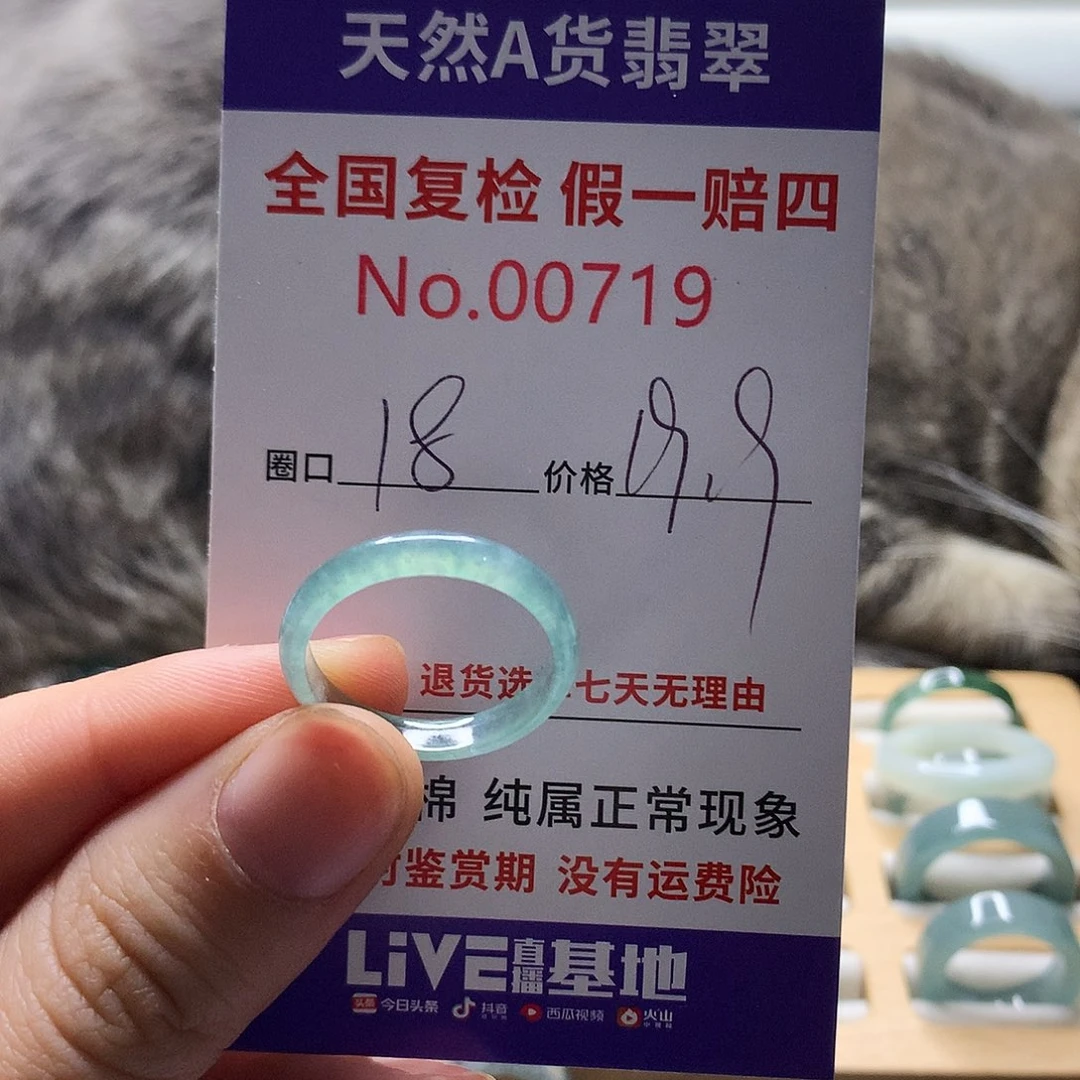 天然A货翡翠
全国复检 假一赔四
No.00719
圈口 18 价格 19.9
退货选 七天无理由
棉 纯属正常现象
鉴赏期 没有运费险
LiVE直播基地
头条 今日头条 抖音 西瓜视频 火山